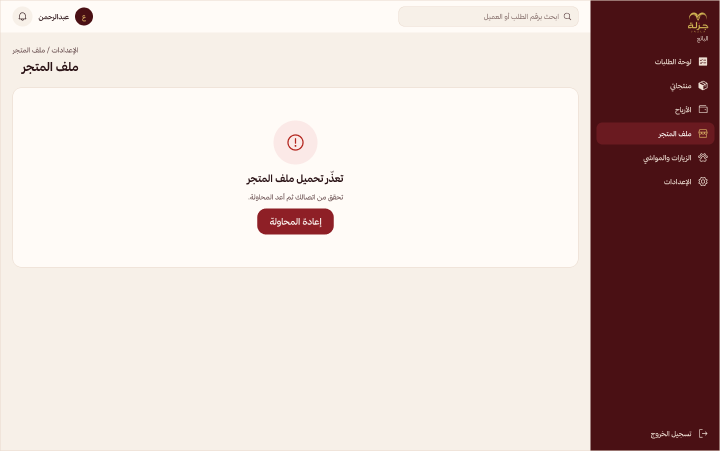 جزلة
البائع
لوحة الطلبات
منتجاتي
الأرباح
ملف المتجر
الزيارات والمواشي
الإعدادات
تسجيل الخروج
ابحث برقم الطلب أو العميل
ع
عبدالرحمن
الإعدادات / ملف المتجر
ملف المتجر
تعذّر تحميل ملف المتجر
تحقق من اتصالك ثم أعد المحاولة.
إعادة المحاولة